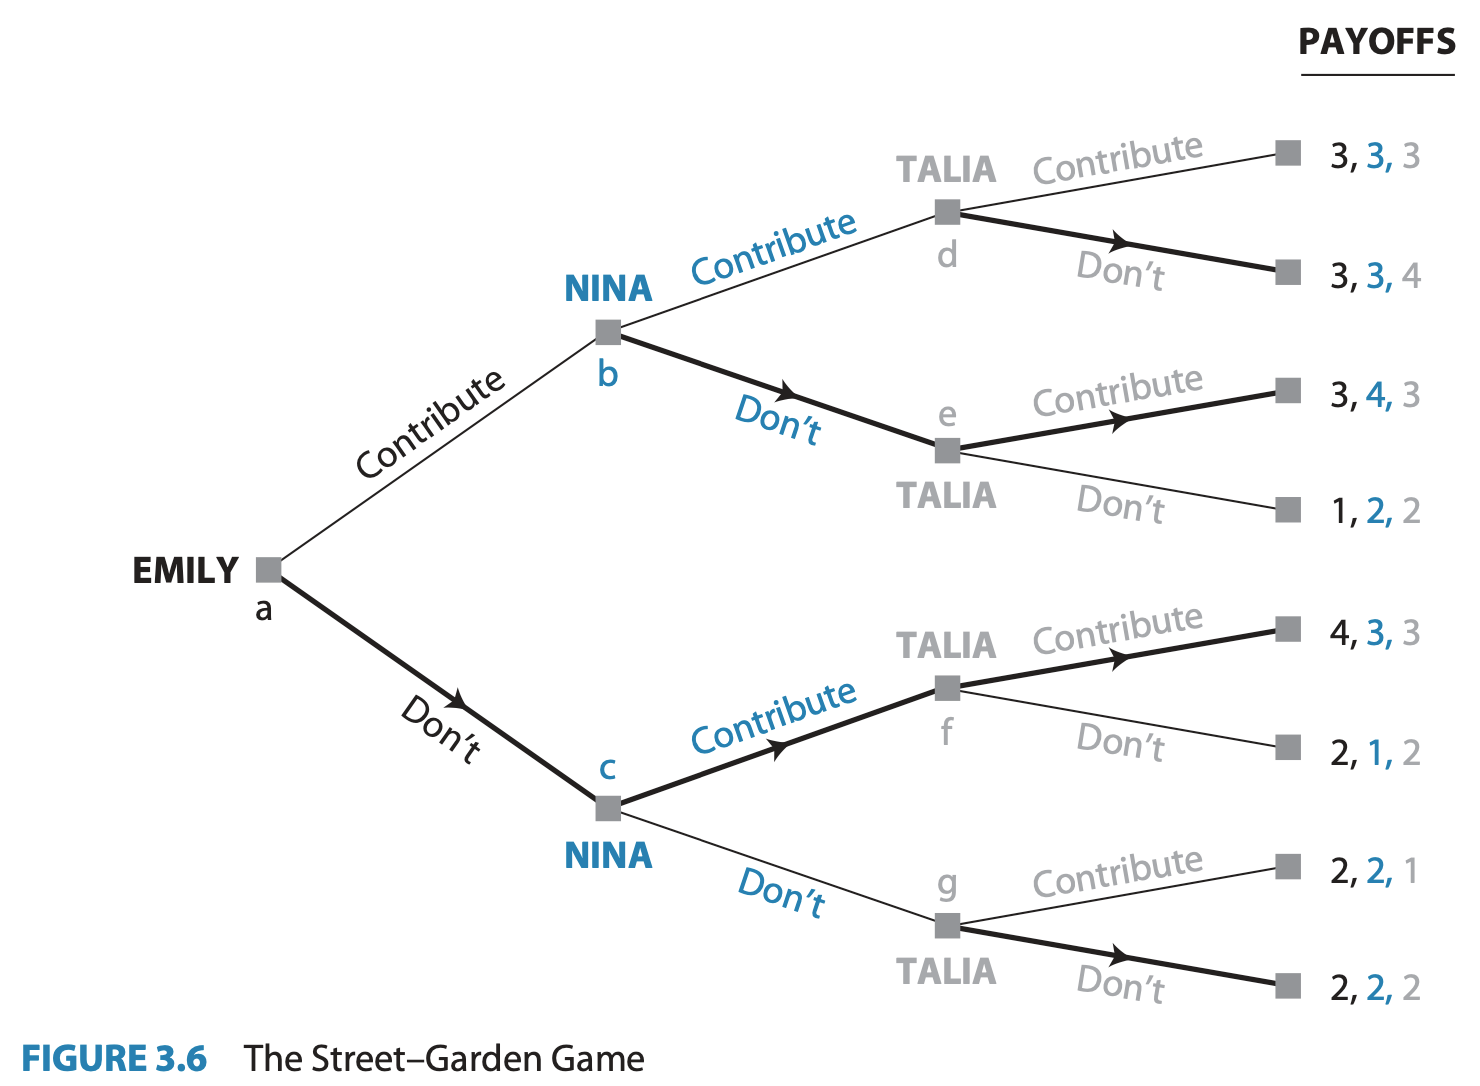 PAYOFFS
Contribute
3, 3, 3
TALIA
Contribute
d
Don't
3, 3, 4
NINA
b
Contribute
Don't
e
Contribute
3, 4, 3
TALIA
Don't
1, 2, 2
EMILY
a
Don't
TALIA
Contribute
4, 3, 3
Contribute
f
Don't
2, 1, 2
c
NINA
Don't
g
Contribute
2, 2, 1
TALIA
Don't
2, 2, 2
FIGURE 3.6 The Street–Garden Game